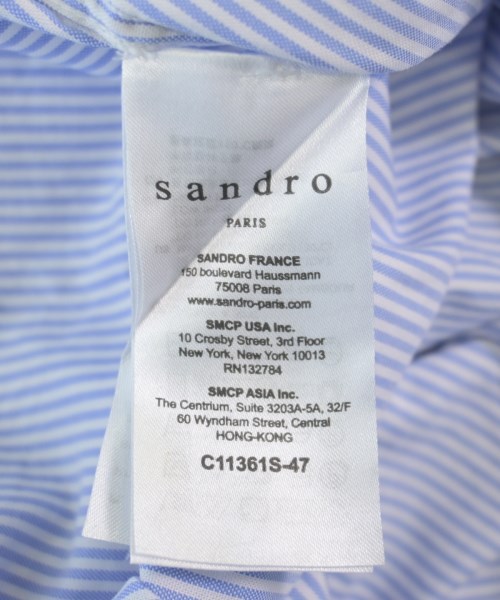 sandro
PARIS
SANDRO FRANCE
150 boulevard Haussmann
75008 Paris
www.sandro-paris.com
SMCP USA Inc.
10 Crosby Street, 3rd Floor
New York, New York 10013
RN132784
SMCP ASIA Inc.
The Centrium, Suite 3203A-5A, 32/F
60 Wyndham Street, Central
HONG-KONG
C11361S-47